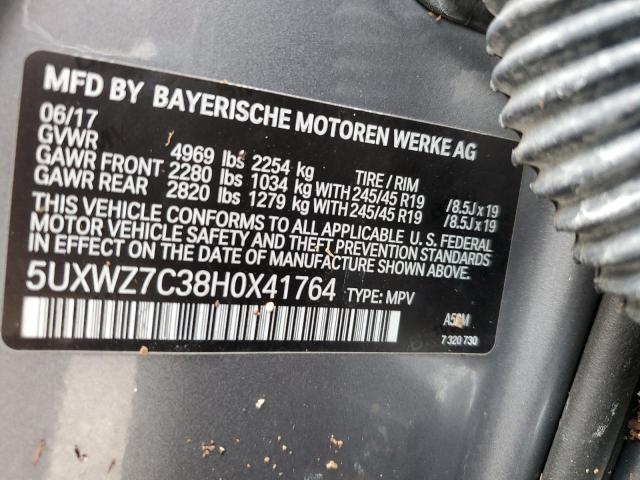 MFD BY BAYERISCHE MOTOREN WERKE AG
06/17
GVWR 4969 lbs 2254 kg TIRE / RIM
GAWR FRONT 2280 lbs 1034 kg WITH 245/45 R19 /8.5J x 19
GAWR REAR 2820 lbs 1279 kg WITH 245/45 R19 /8.5J x 19
THIS VEHICLE CONFORMS TO ALL APPLICABLE U. S. FEDERAL
MOTOR VEHICLE SAFETY AND THEFT PREVENTION STANDARDS
IN EFFECT ON THE DATE OF MANUFACTURE SHOWN ABOVE.
5UXWZ7C38H0X41764 TYPE: MPV
7 320 730